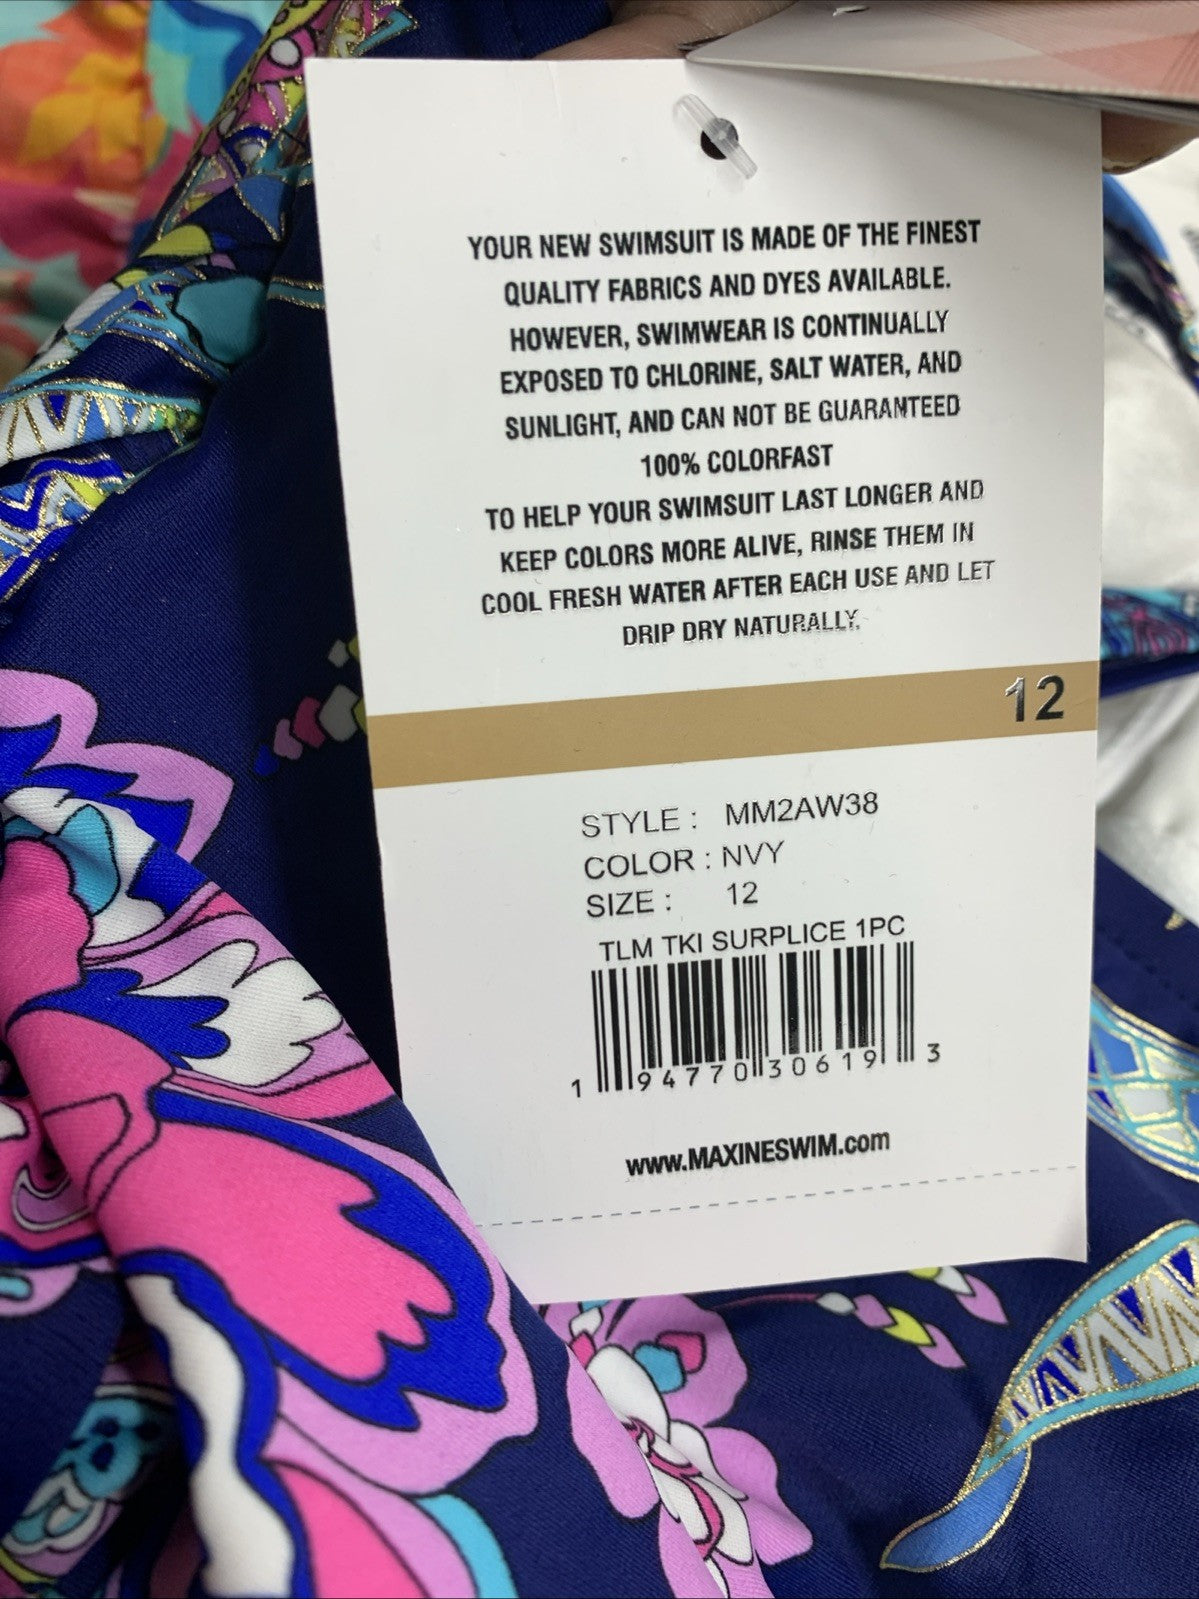 YOUR NEW SWIMSUIT IS MADE OF THE FINEST
QUALITY FABRICS AND DYES AVAILABLE.
HOWEVER, SWIMWEAR IS CONTINUALLY
EXPOSED TO CHLORINE, SALT WATER, AND
SUNLIGHT, AND CAN NOT BE GUARANTEED
100% COLORFAST
TO HELP YOUR SWIMSUIT LAST LONGER AND
KEEP COLORS MORE ALIVE, RINSE THEM IN
COOL FRESH WATER AFTER EACH USE AND LET
DRIP DRY NATURALLY.
12
STYLE : MM2AW38
COLOR : NVY
SIZE : 12
TLM TKI SURPLICE 1PC
1 94770 30619 3
www.MAXINESWIM.com